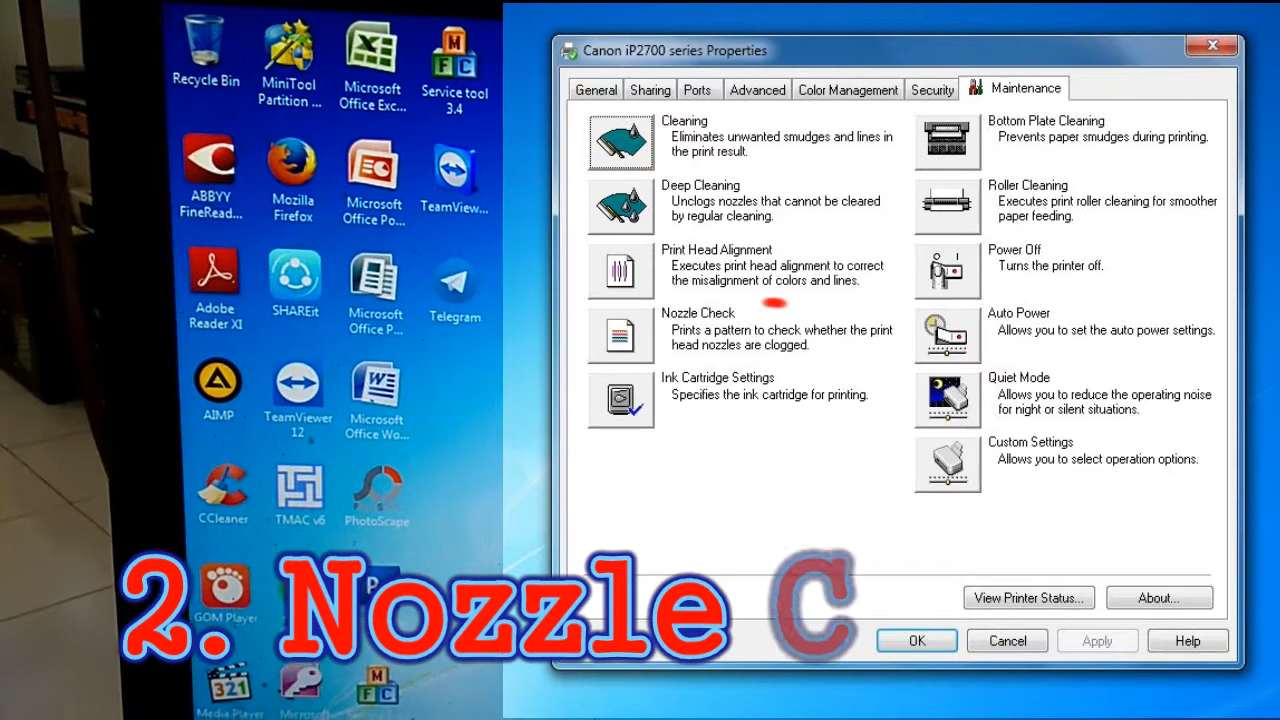 Recycle Bin
MiniTool
Partition ...
Microsoft
Office Exc...
Service tool
3.4
ABBYY
FineRead...
Mozilla
Firefox
Microsoft
Office Po...
TeamView...
Adobe
Reader XI
SHAREit
Microsoft
Office P...
Telegram
AIMP
TeamViewer
12
Microsoft
Office Wo...
CCleaner
TMAC v6
PhotoScape
GOM Player
321
Media Player
Microsoft
M
F C
Canon iP2700 series Properties
General
Sharing
Ports
Advanced
Color Management
Security
Maintenance
Cleaning
Eliminates unwanted smudges and lines in
the print result.
Deep Cleaning
Unclogs nozzles that cannot be cleared
by regular cleaning.
Print Head Alignment
Executes print head alignment to correct
the misalignment of colors and lines.
Nozzle Check
Prints a pattern to check whether the print
head nozzles are clogged.
Ink Cartridge Settings
Specifies the ink cartridge for printing.
Bottom Plate Cleaning
Prevents paper smudges during printing.
Roller Cleaning
Executes print roller cleaning for smoother
paper feeding.
Power Off
Turns the printer off.
Auto Power
Allows you to set the auto power settings.
Quiet Mode
Allows you to reduce the operating noise
for night or silent situations.
Custom Settings
Allows you to select operation options.
View Printer Status...
About...
OK
Cancel
Apply
Help
2. Nozzle C